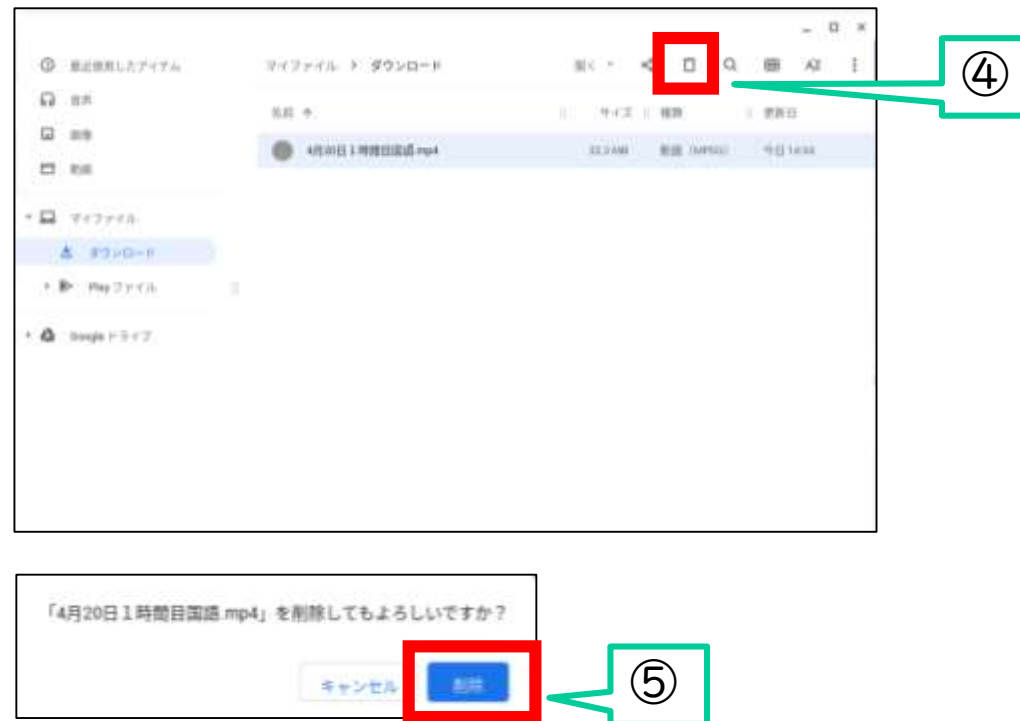 最近使用したアイテム
マイファイル > ダウンロード
開く
④
音声
名前 ↑
サイズ
種類
更新日
画像
4月20日1時間目国語.mp4
動画
マイファイル
ダウンロード
Play ファイル
Google ドライブ
「4月20日1時間目国語.mp4」を削除してもよろしいですか？
キャンセル
削除
⑤